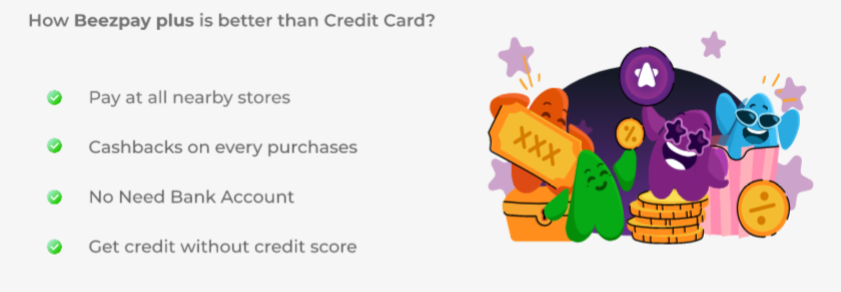 How Beezpay plus is better than Credit Card?
Pay at all nearby stores
Cashbacks on every purchases
No Need Bank Account
Get credit without credit score
XXX
%
%